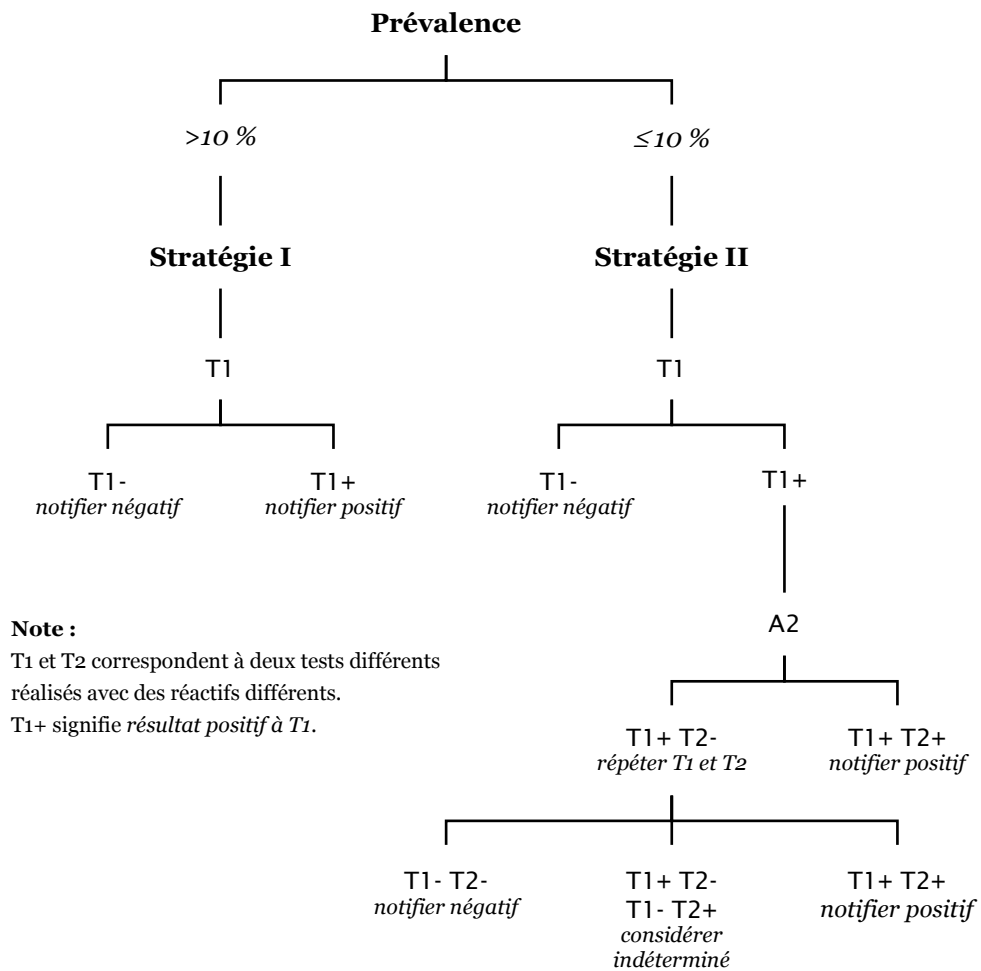 Prévalence
>10 %
≤10 %
Stratégie I
Stratégie II
T1
T1
T1-
notifier négatif
T1+
notifier positif
T1-
notifier négatif
T1+
A2
Note :
T1 et T2 correspondent à deux tests différents
réalisés avec des réactifs différents.
T1+ signifie résultat positif à T1.
T1+ T2-
répéter T1 et T2
T1+ T2+
notifier positif
T1- T2-
notifier négatif
T1+ T2-
T1- T2+
considérer
indéterminé
T1+ T2+
notifier positif